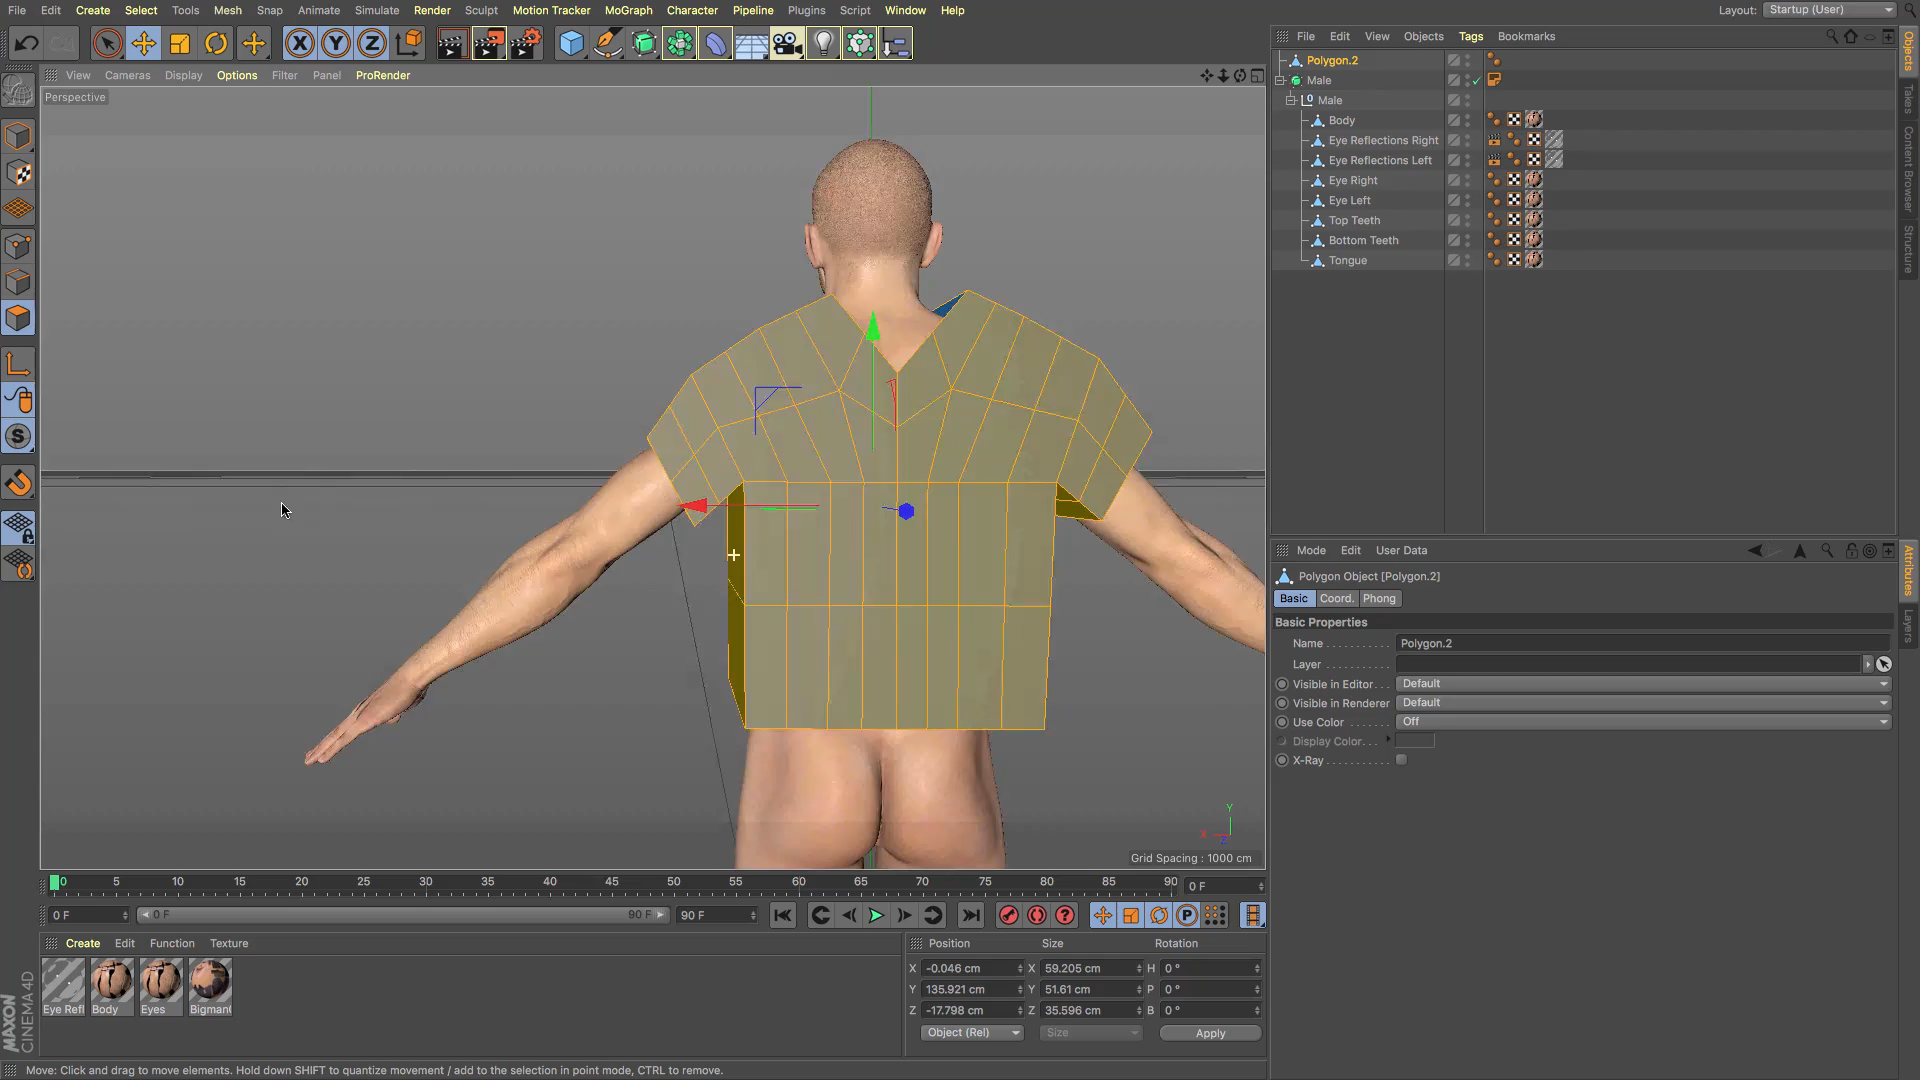 File Edit Create Select Tools Mesh Snap Animate Simulate Render Sculpt Motion Tracker MoGraph Character Pipeline Plugins Script Window Help
Layout: Startup (User)
File Edit View Objects Tags Bookmarks
View Cameras Display Options Filter Panel ProRender
Perspective
Polygon.2
Male
Male
Body
Eye Reflections Right
Eye Reflections Left
Eye Right
Eye Left
Top Teeth
Bottom Teeth
Tongue
Objects
Takes
Content Browser
Structure
Mode Edit User Data
Polygon Object [Polygon.2]
Basic Coord. Phong
Basic Properties
Name Polygon.2
Layer
Visible in Editor Default
Visible in Renderer Default
Use Color Off
Display Color
X-Ray
Attributes
Layers
Y
X
Z
Grid Spacing : 1000 cm
0 5 10 15 20 25 30 35 40 45 50 55 60 65 70 75 80 85 90 0 F
0 F 0 F 90 F 90 F
Create Edit Function Texture
Eye Refl Body Eyes Bigman
Position Size Rotation
X -0.046 cm X 59.205 cm H 0 °
Y 135.921 cm Y 51.61 cm P 0 °
Z -17.798 cm Z 35.596 cm B 0 °
Object (Rel) Size Apply
MAXON
CINEMA 4D
Move: Click and drag to move elements. Hold down SHIFT to quantize movement / add to the selection in point mode, CTRL to remove.